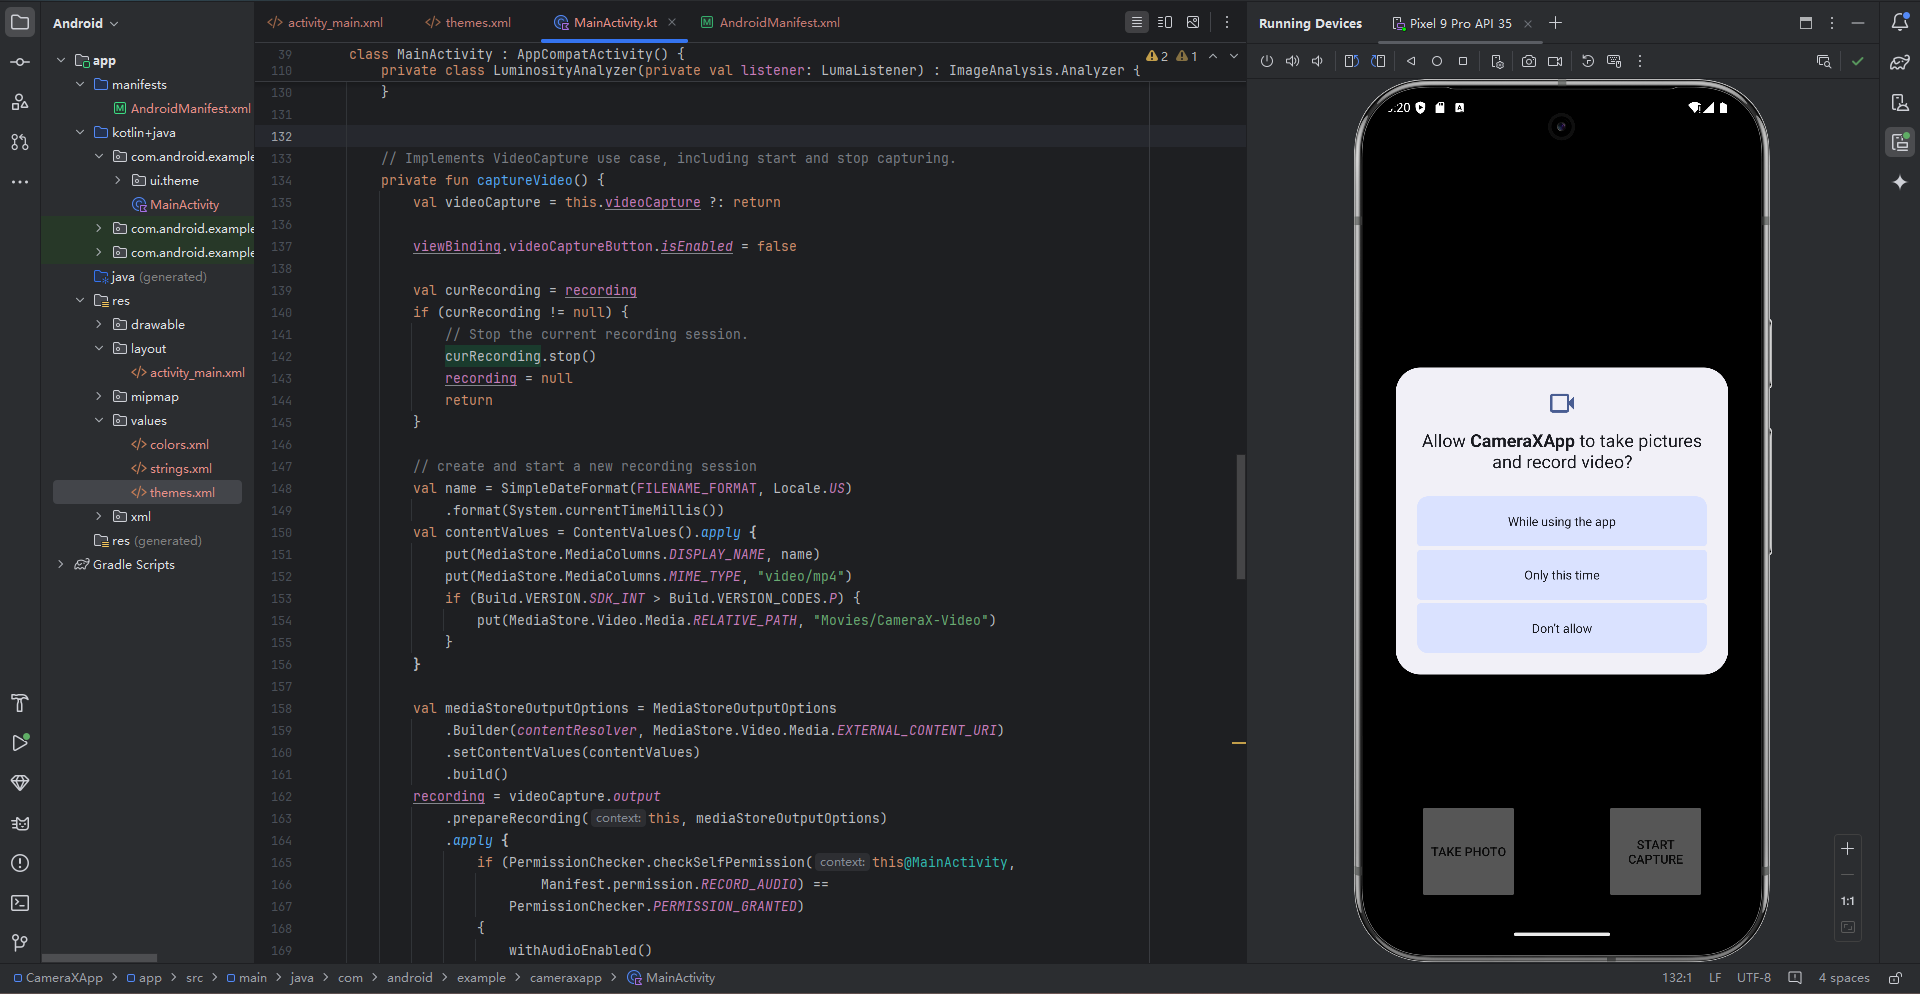 Android
activity_main.xml
themes.xml
MainActivity.kt
AndroidManifest.xml
Running Devices
Pixel 9 Pro API 35
app
manifests
AndroidManifest.xml
kotlin+java
com.android.example
ui.theme
MainActivity
com.android.example
com.android.example
java (generated)
res
drawable
layout
activity_main.xml
mipmap
values
colors.xml
strings.xml
themes.xml
xml
res (generated)
Gradle Scripts
2 1
39 class MainActivity : AppCompatActivity() {
110 private class LuminosityAnalyzer(private val listener: LumaListener) : ImageAnalysis.Analyzer {
130 }
131
132
133 // Implements VideoCapture use case, including start and stop capturing.
134 private fun captureVideo() {
135 val videoCapture = this.videoCapture ?: return
136
137 viewBinding.videoCaptureButton.isEnabled = false
138
139 val curRecording = recording
140 if (curRecording != null) {
141 // Stop the current recording session.
142 curRecording.stop()
143 recording = null
144 return
145 }
146
147 // create and start a new recording session
148 val name = SimpleDateFormat(FILENAME_FORMAT, Locale.US)
149 .format(System.currentTimeMillis())
150 val contentValues = ContentValues().apply {
151 put(MediaStore.MediaColumns.DISPLAY_NAME, name)
152 put(MediaStore.MediaColumns.MIME_TYPE, "video/mp4")
153 if (Build.VERSION.SDK_INT > Build.VERSION_CODES.P) {
154 put(MediaStore.Video.Media.RELATIVE_PATH, "Movies/CameraX-Video")
155 }
156 }
157
158 val mediaStoreOutputOptions = MediaStoreOutputOptions
159 .Builder(contentResolver, MediaStore.Video.Media.EXTERNAL_CONTENT_URI)
160 .setContentValues(contentValues)
161 .build()
162 recording = videoCapture.output
163 .prepareRecording( context: this, mediaStoreOutputOptions)
164 .apply {
165 if (PermissionChecker.checkSelfPermission( context: this@MainActivity,
166 Manifest.permission.RECORD_AUDIO) ==
167 PermissionChecker.PERMISSION_GRANTED)
168 {
169 withAudioEnabled()
:20
Allow CameraXApp to take pictures
and record video?
While using the app
Only this time
Don't allow
TAKE PHOTO
START
CAPTURE
1:1
CameraXApp > app > src > main > java > com > android > example > cameraxapp > MainActivity
132:1 LF UTF-8 4 spaces